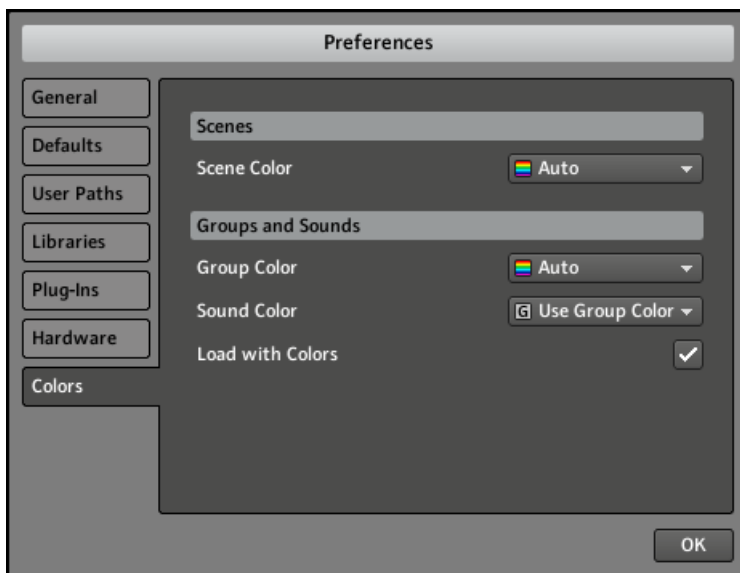 Preferences
General
Defaults
User Paths
Libraries
Plug-Ins
Hardware
Colors
Scenes
Scene Color Auto
Groups and Sounds
Group Color Auto
Sound Color G Use Group Color
Load with Colors
OK